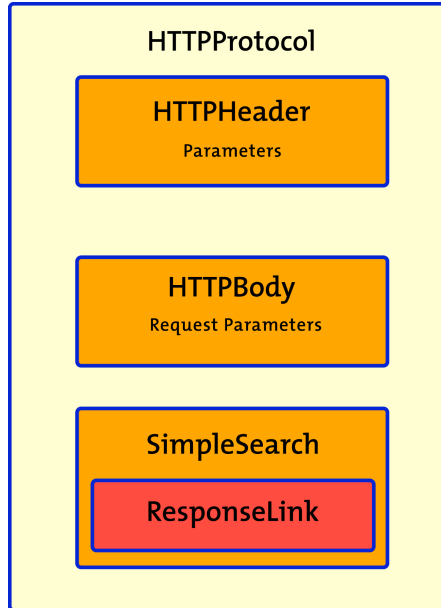 HTTPProtocol
HTTPHeader
Parameters
HTTPBody
Request Parameters
SimpleSearch
ResponseLink